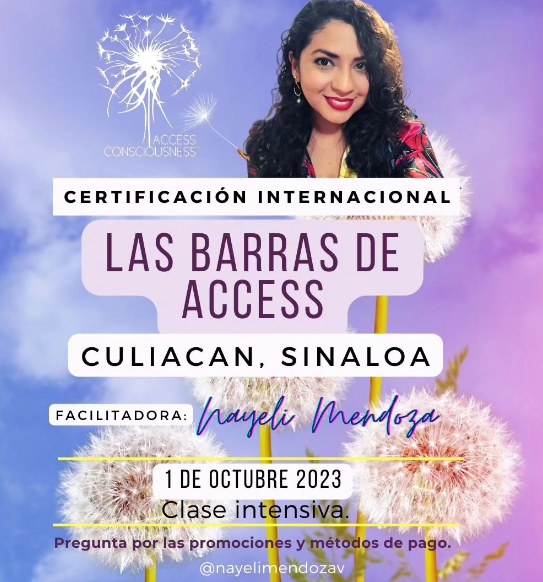 ACCESS
CONSCIOUSNESS
CERTIFICACIÓN INTERNACIONAL
LAS BARRAS DE
ACCESS
CULIACAN, SINALOA
FACILITADORA: Nayeli Mendoza
1 DE OCTUBRE 2023
Clase intensiva.
Pregunta por las promociones y métodos de pago.
@nayelimendozav